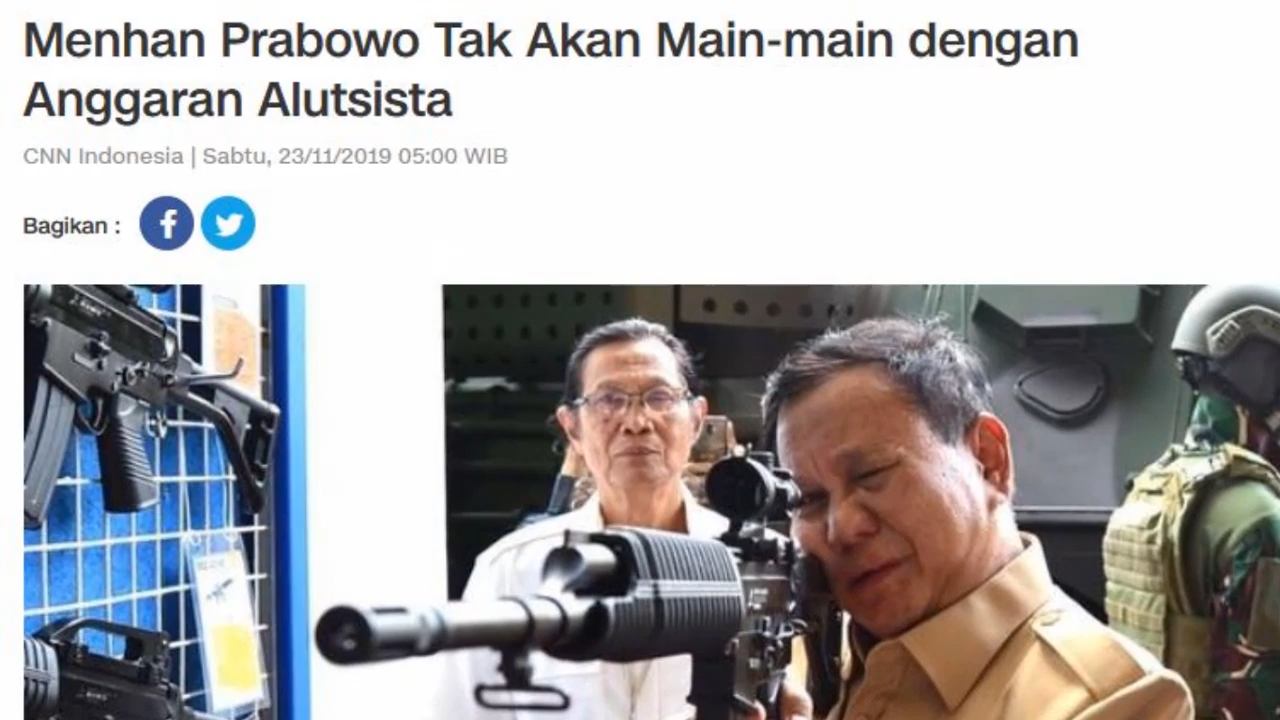 Menhan Prabowo Tak Akan Main-main dengan
Anggaran Alutsista
CNN Indonesia | Sabtu, 23/11/2019 05:00 WIB
Bagikan :